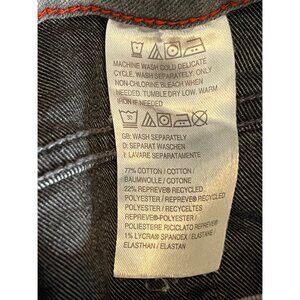 MACHINE WASH COLD DELICATE
CYCLE. WASH SEPARATELY. ONLY
NON-CHLORINE BLEACH WHEN
NEEDED. TUMBLE DRY LOW. WARM
IRON IF NEEDED
30
GB: WASH SEPARATELY
D: SEPARAT WASCHEN
I: LAVARE SEPARATAMENTE
77% COTTON / COTTON /
BAUMWOLLE / COTONE
22% REPREVE® RECYCLED
POLYESTER / REPREVE® RECYCLED
POLYESTER / RECYCELTES
REPREVE®-POLYESTER /
POLIESTERE RICICLATO REPREVE®
1% LYCRA® SPANDEX / ELASTANE /
ELASTHAN / ELASTAN